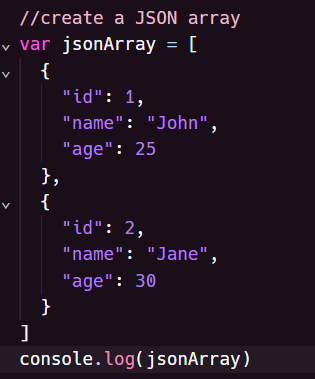 //create a JSON array
var jsonArray = [
  {
    "id": 1,
    "name": "John",
    "age": 25
  },
  {
    "id": 2,
    "name": "Jane",
    "age": 30
  }
]
console.log(jsonArray)